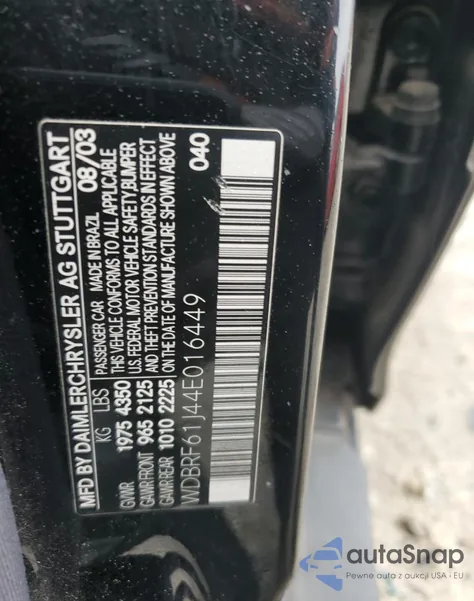 MFD BY DAIMLERCHRYSLER AG STUTTGART
KG LBS PASSENGER CAR MADE IN BRAZIL 08/03
GVWR 1975 4350 THIS VEHICLE CONFORMS TO ALL APPLICABLE
GAWR FRONT 965 2125 U.S. FEDERAL MOTOR VEHICLE SAFETY, BUMPER
GAWR REAR 1010 2225 AND THEFT PREVENTION STANDARDS IN EFFECT
ON DATE OF MANUFACTURE SHOWN ABOVE
040
WDBRF61J44E016449
autoSnap
Pewne auta z aukcji USA · EU